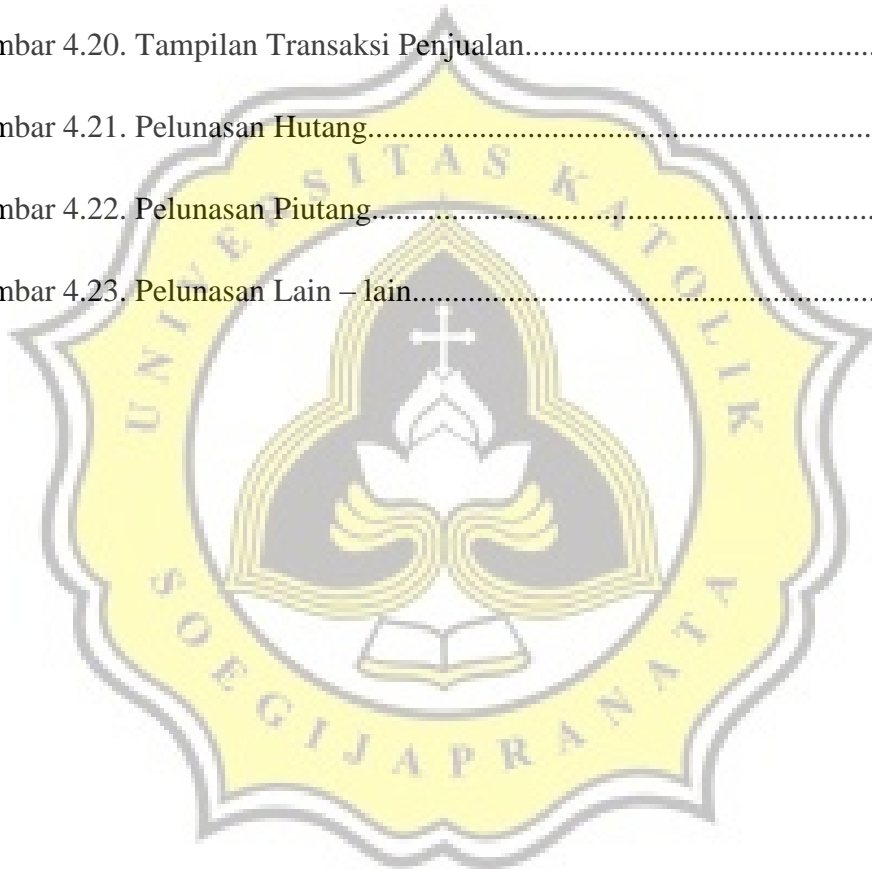 mbar 4.20. Tampilan Transaksi Penjualan............................................
mbar 4.21. Pelunasan Hutang................................................................
mbar 4.22. Pelunasan Piutang...............................................................
mbar 4.23. Pelunasan Lain – lain..........................................................
UNIVERSITAS KATOLIK
SOEGIJAPRANATA